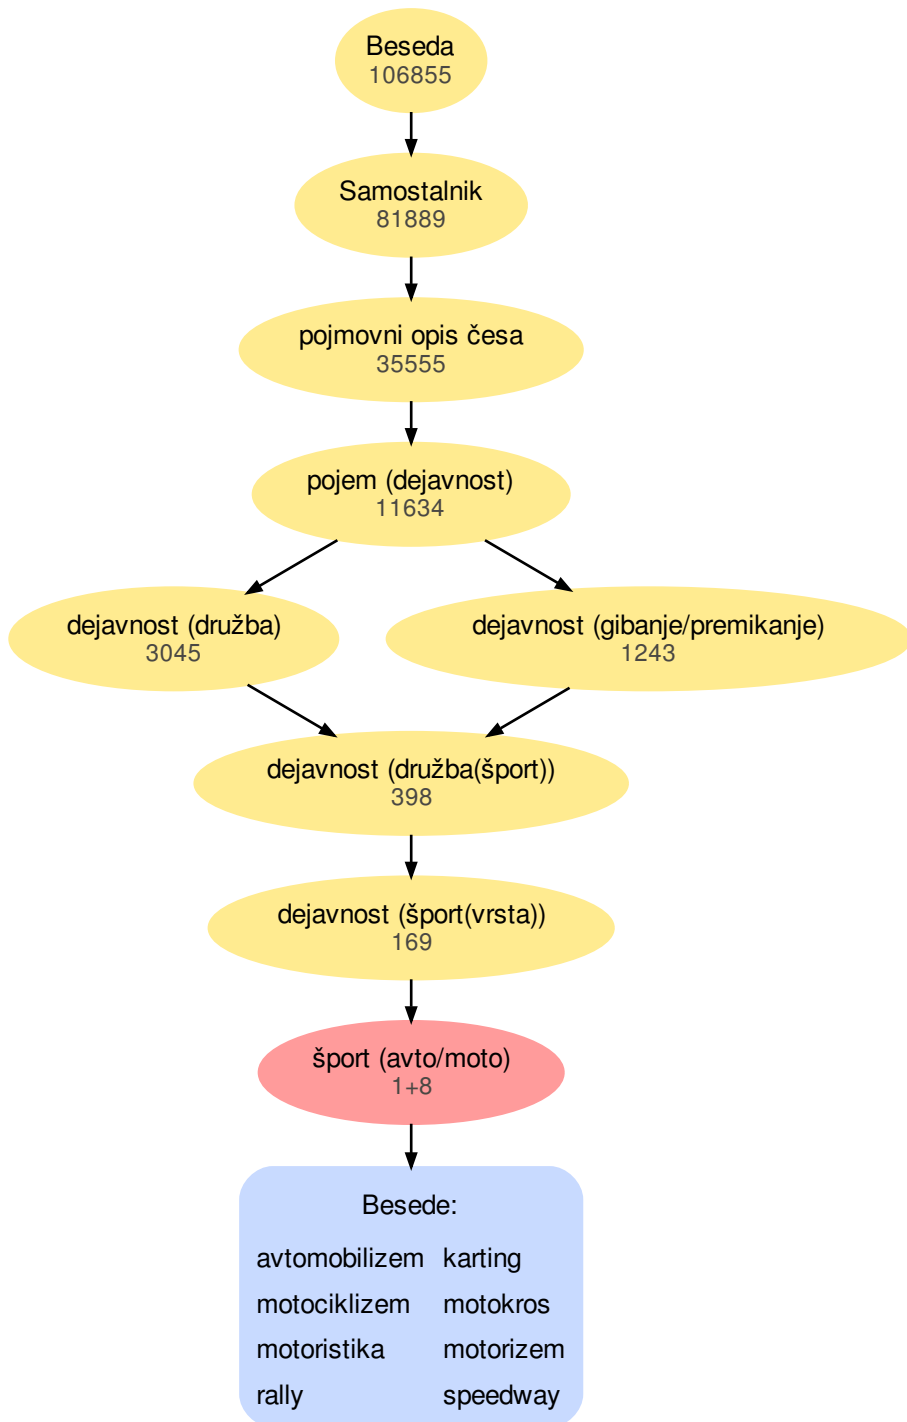 Beseda
106855
Samostalnik
81889
pojmovni opis česa
35555
pojem (dejavnost)
11634
dejavnost (družba)
3045
dejavnost (gibanje/premikanje)
1243
dejavnost (družba(šport))
398
dejavnost (šport(vrsta))
169
šport (avto/moto)
1+8
Besede:
avtomobilizem karting
motociklizem motokros
motoristika motorizem
rally speedway